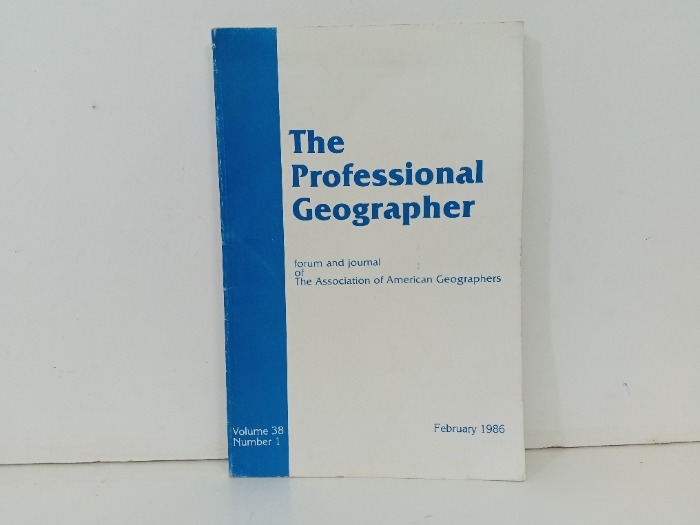 The
Professional
Geographer
forum and journal
of
The Association of American Geographers
Volume 38
Number 1
February 1986